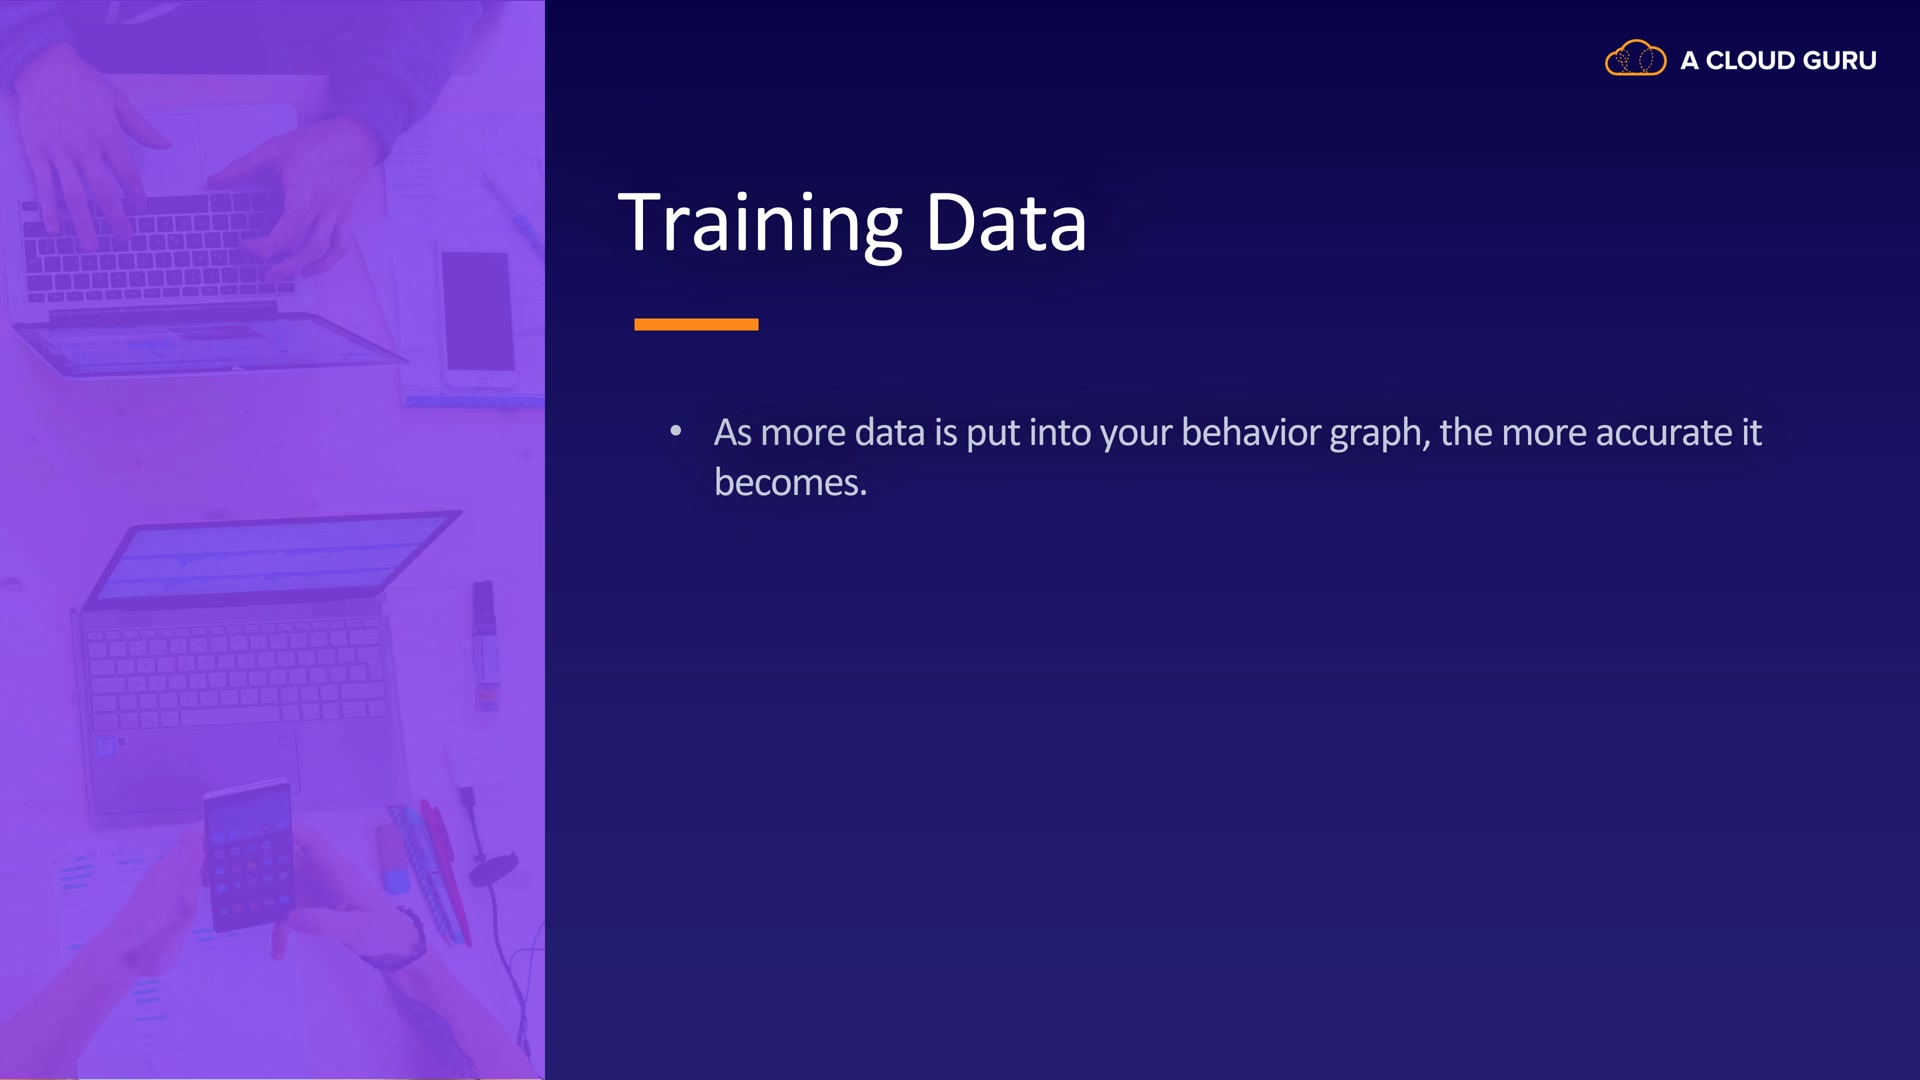 A CLOUD GURU
Training Data
• As more data is put into your behavior graph, the more accurate it
becomes.